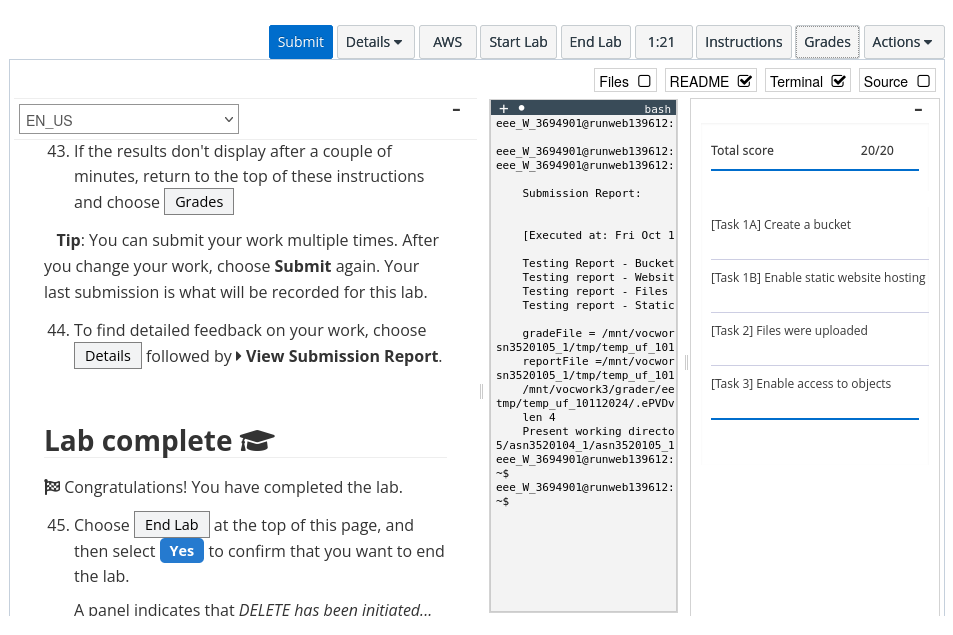 Submit Details AWS Start Lab End Lab 1:21 Instructions Grades Actions
Files README Terminal Source
EN_US
43. If the results don't display after a couple of
minutes, return to the top of these instructions
and choose Grades
Tip: You can submit your work multiple times. After
you change your work, choose Submit again. Your
last submission is what will be recorded for this lab.
44. To find detailed feedback on your work, choose
Details followed by View Submission Report.
Lab complete
Congratulations! You have completed the lab.
45. Choose End Lab at the top of this page, and
then select Yes to confirm that you want to end
the lab.
A panel indicates that DELETE has been initiated...
+ bash
eee_W_3694901@runweb139612:
eee_W_3694901@runweb139612:
eee_W_3694901@runweb139612:
Submission Report:
[Executed at: Fri Oct 1
Testing Report - Bucket
Testing report - Websit
Testing report - Files
Testing report - Static
gradeFile = /mnt/vocwor
sn3520105_1/tmp/temp_uf_101
reportFile =/mnt/vocwor
sn3520105_1/tmp/temp_uf_101
/mnt/vocwork3/grader/ee
tmp/temp_uf_10112024/.ePVDv
len 4
Present working directo
5/asn3520104_1/asn3520105_1
eee_W_3694901@runweb139612:
~$
eee_W_3694901@runweb139612:
~$
Total score 20/20
[Task 1A] Create a bucket
[Task 1B] Enable static website hosting
[Task 2] Files were uploaded
[Task 3] Enable access to objects